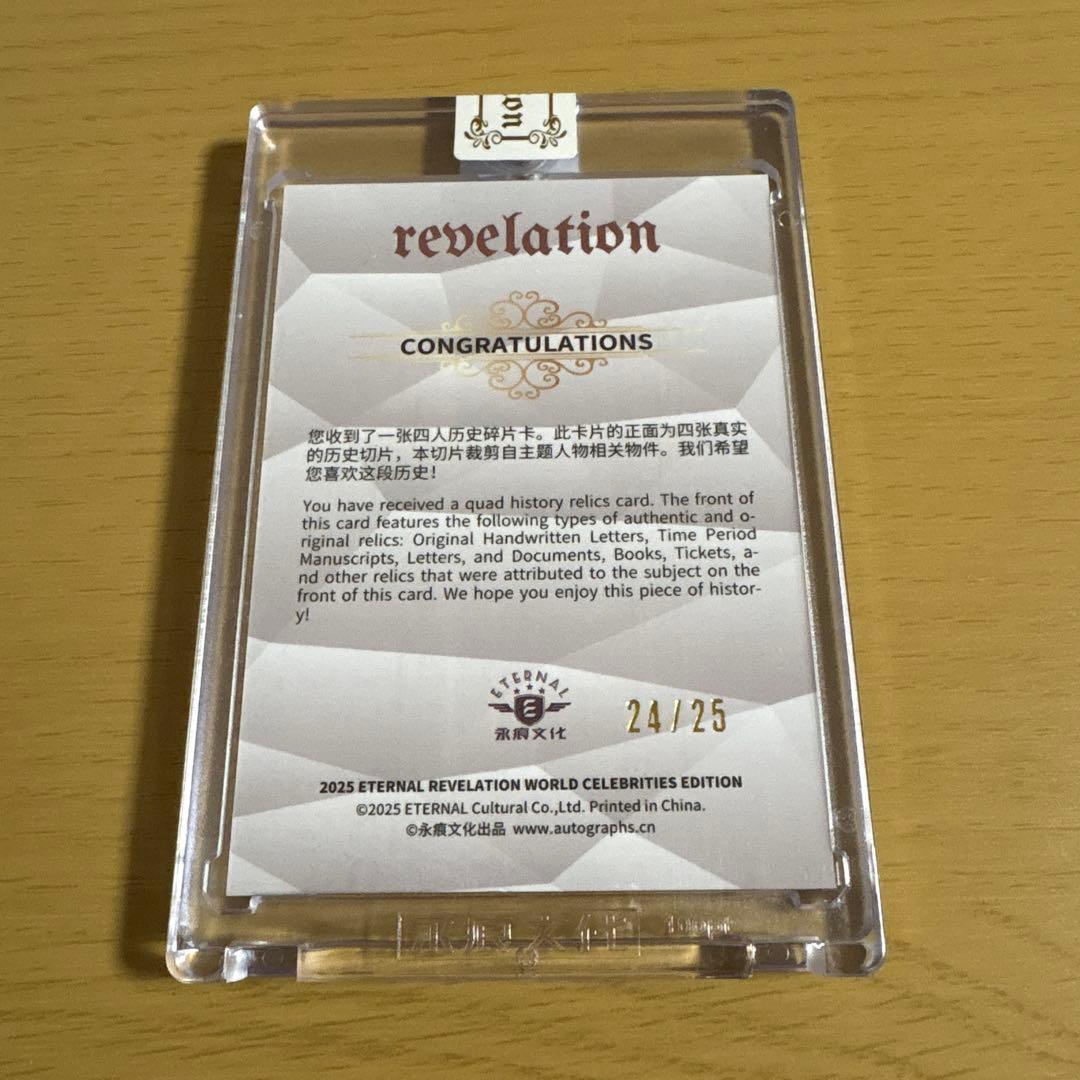 revelation
CONGRATULATIONS
您收到了一张四人历史碎片卡。此卡片的正面为四张真实
的历史切片，本切片裁剪自主题人物相关物件。我们希望
您喜欢这段历史！
You have received a quad history relics card. The front of
this card features the following types of authentic and o-
riginal relics: Original Handwritten Letters, Time Period
Manuscripts, Letters, and Documents, Books, Tickets, a-
nd other relics that were attributed to the subject on the
front of this card. We hope you enjoy this piece of histor-
y!
ETERNAL
永痕文化
24/25
2025 ETERNAL REVELATION WORLD CELEBRITIES EDITION
©2025 ETERNAL Cultural Co.,Ltd. Printed in China.
©永痕文化出品 www.autographs.cn
永痕文化